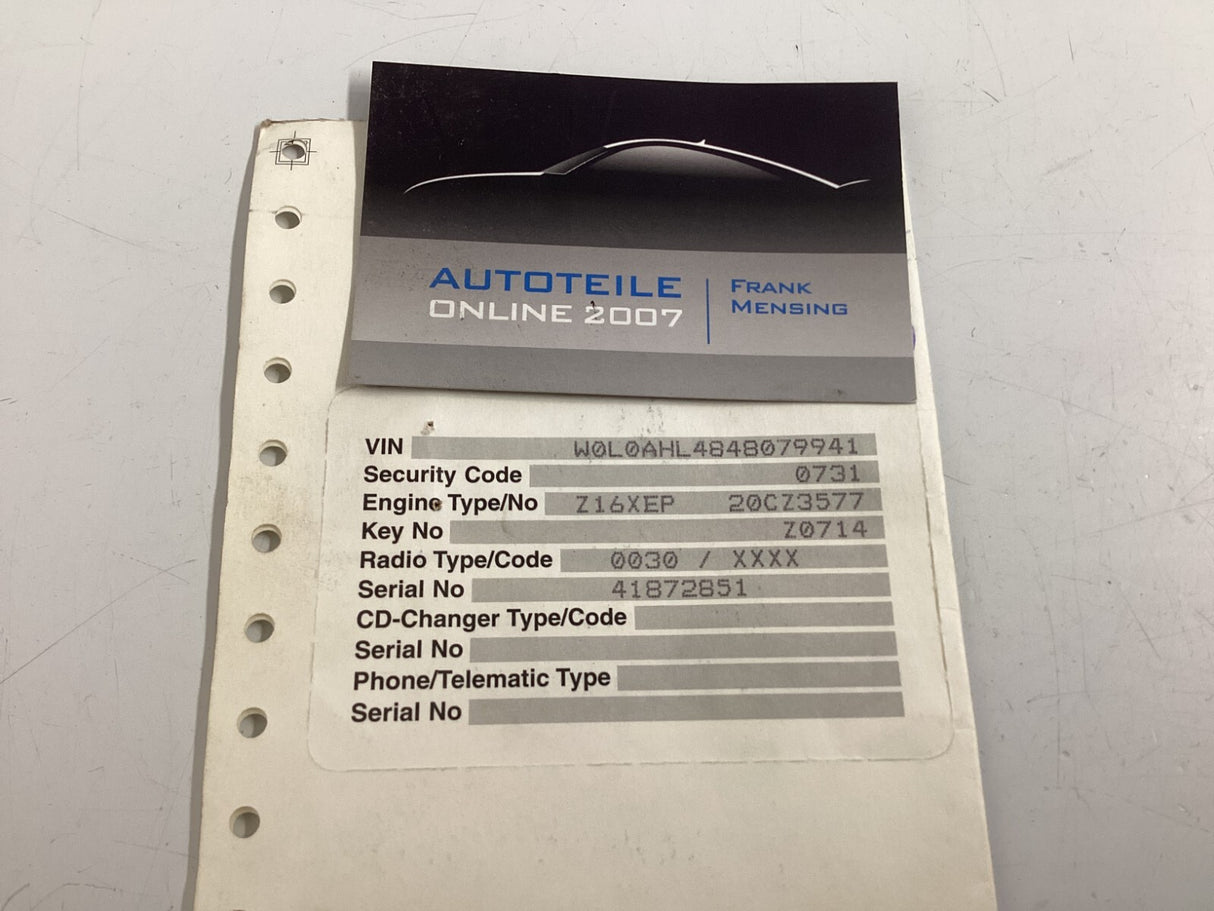 AUTOTEILE
ONLINE 2007
FRANK
MENSING
VIN W0L0AHL4848079941
Security Code 0731
Engine Type/No Z16XEP 20CZ3577
Key No Z0714
Radio Type/Code 0030 / XXXX
Serial No 41872851
CD-Changer Type/Code
Serial No
Phone/Telematic Type
Serial No